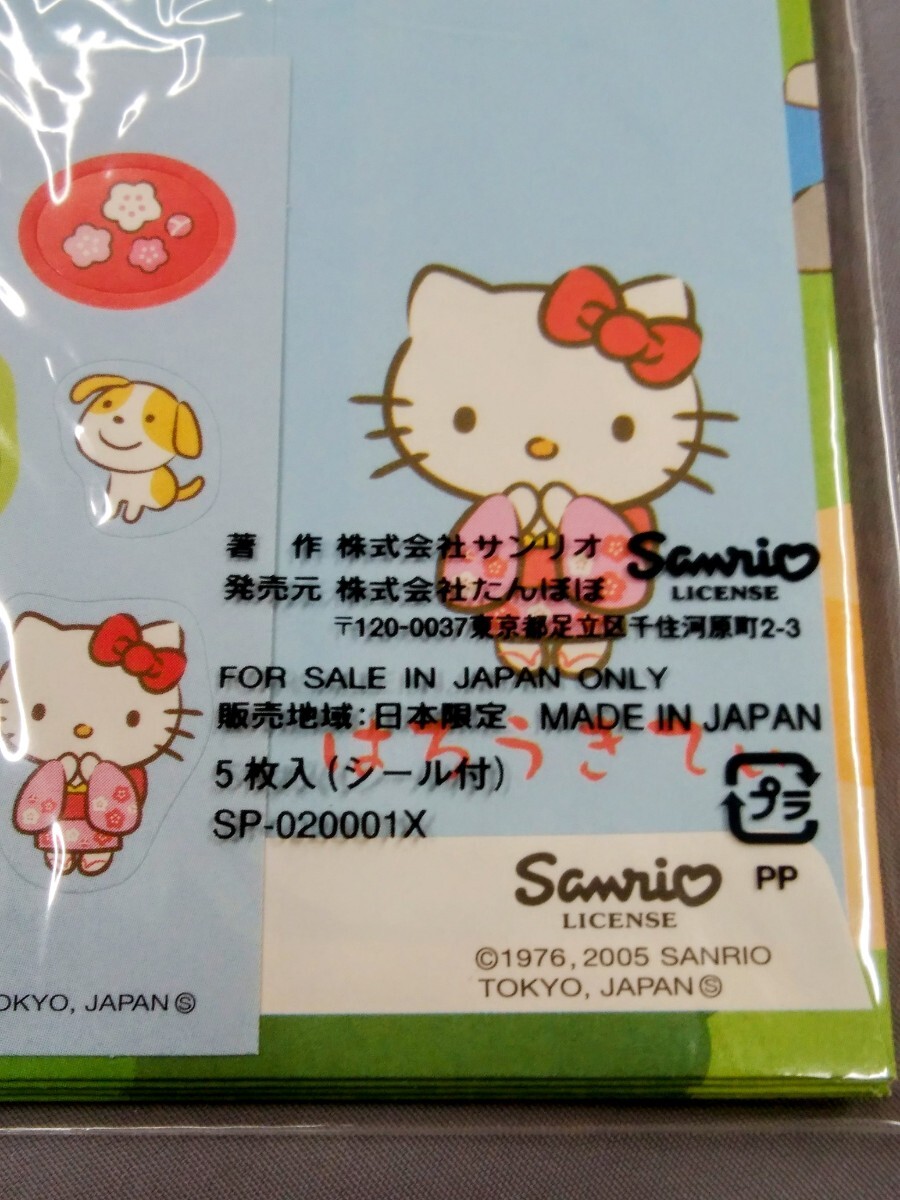 著　作 株式会社サンリオ
発売元 株式会社たんぽぽ
〒120-0037東京都足立区千住河原町2-3
Sanrio
LICENSE
FOR SALE IN JAPAN ONLY
販売地域:日本限定　MADE IN JAPAN
はろうきてぃ
5枚入(シール付)
SP-020001X
プラ
PP
Sanrio
LICENSE
©1976, 2005 SANRIO
TOKYO, JAPANⓈ
OKYO, JAPANⓈ